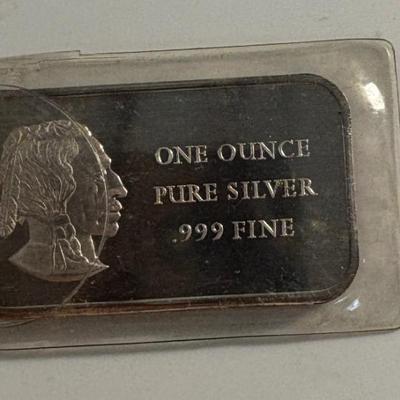 ONE OUNCE
PURE SILVER
.999 FINE